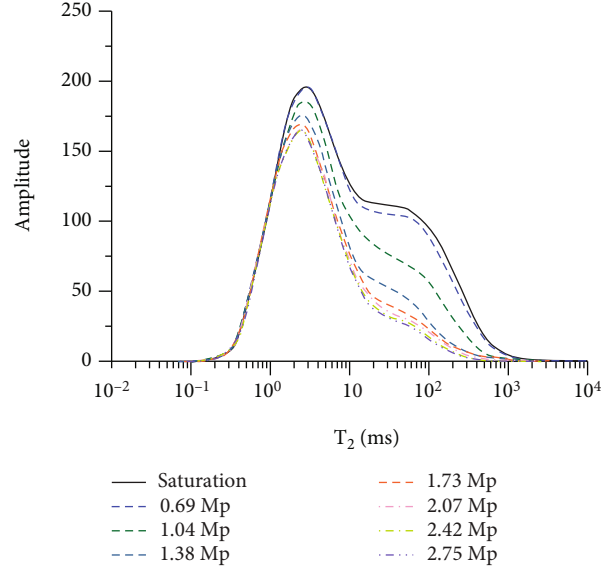 250
200
150
100
50
0
Amplitude
10⁻² 10⁻¹ 10⁰ 10 10² 10³ 10⁴
T₂ (ms)
Saturation 1.73 Mp
0.69 Mp 2.07 Mp
1.04 Mp 2.42 Mp
1.38 Mp 2.75 Mp